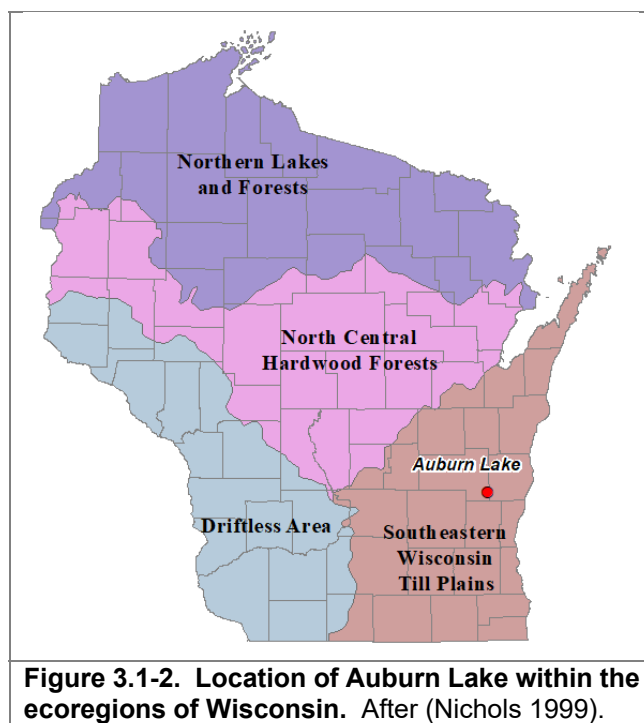 Northern Lakes
and Forests
North Central
Hardwood Forests
Auburn Lake
Driftless Area
Southeastern
Wisconsin
Till Plains
Figure 3.1-2. Location of Auburn Lake within the
ecoregions of Wisconsin. After (Nichols 1999).